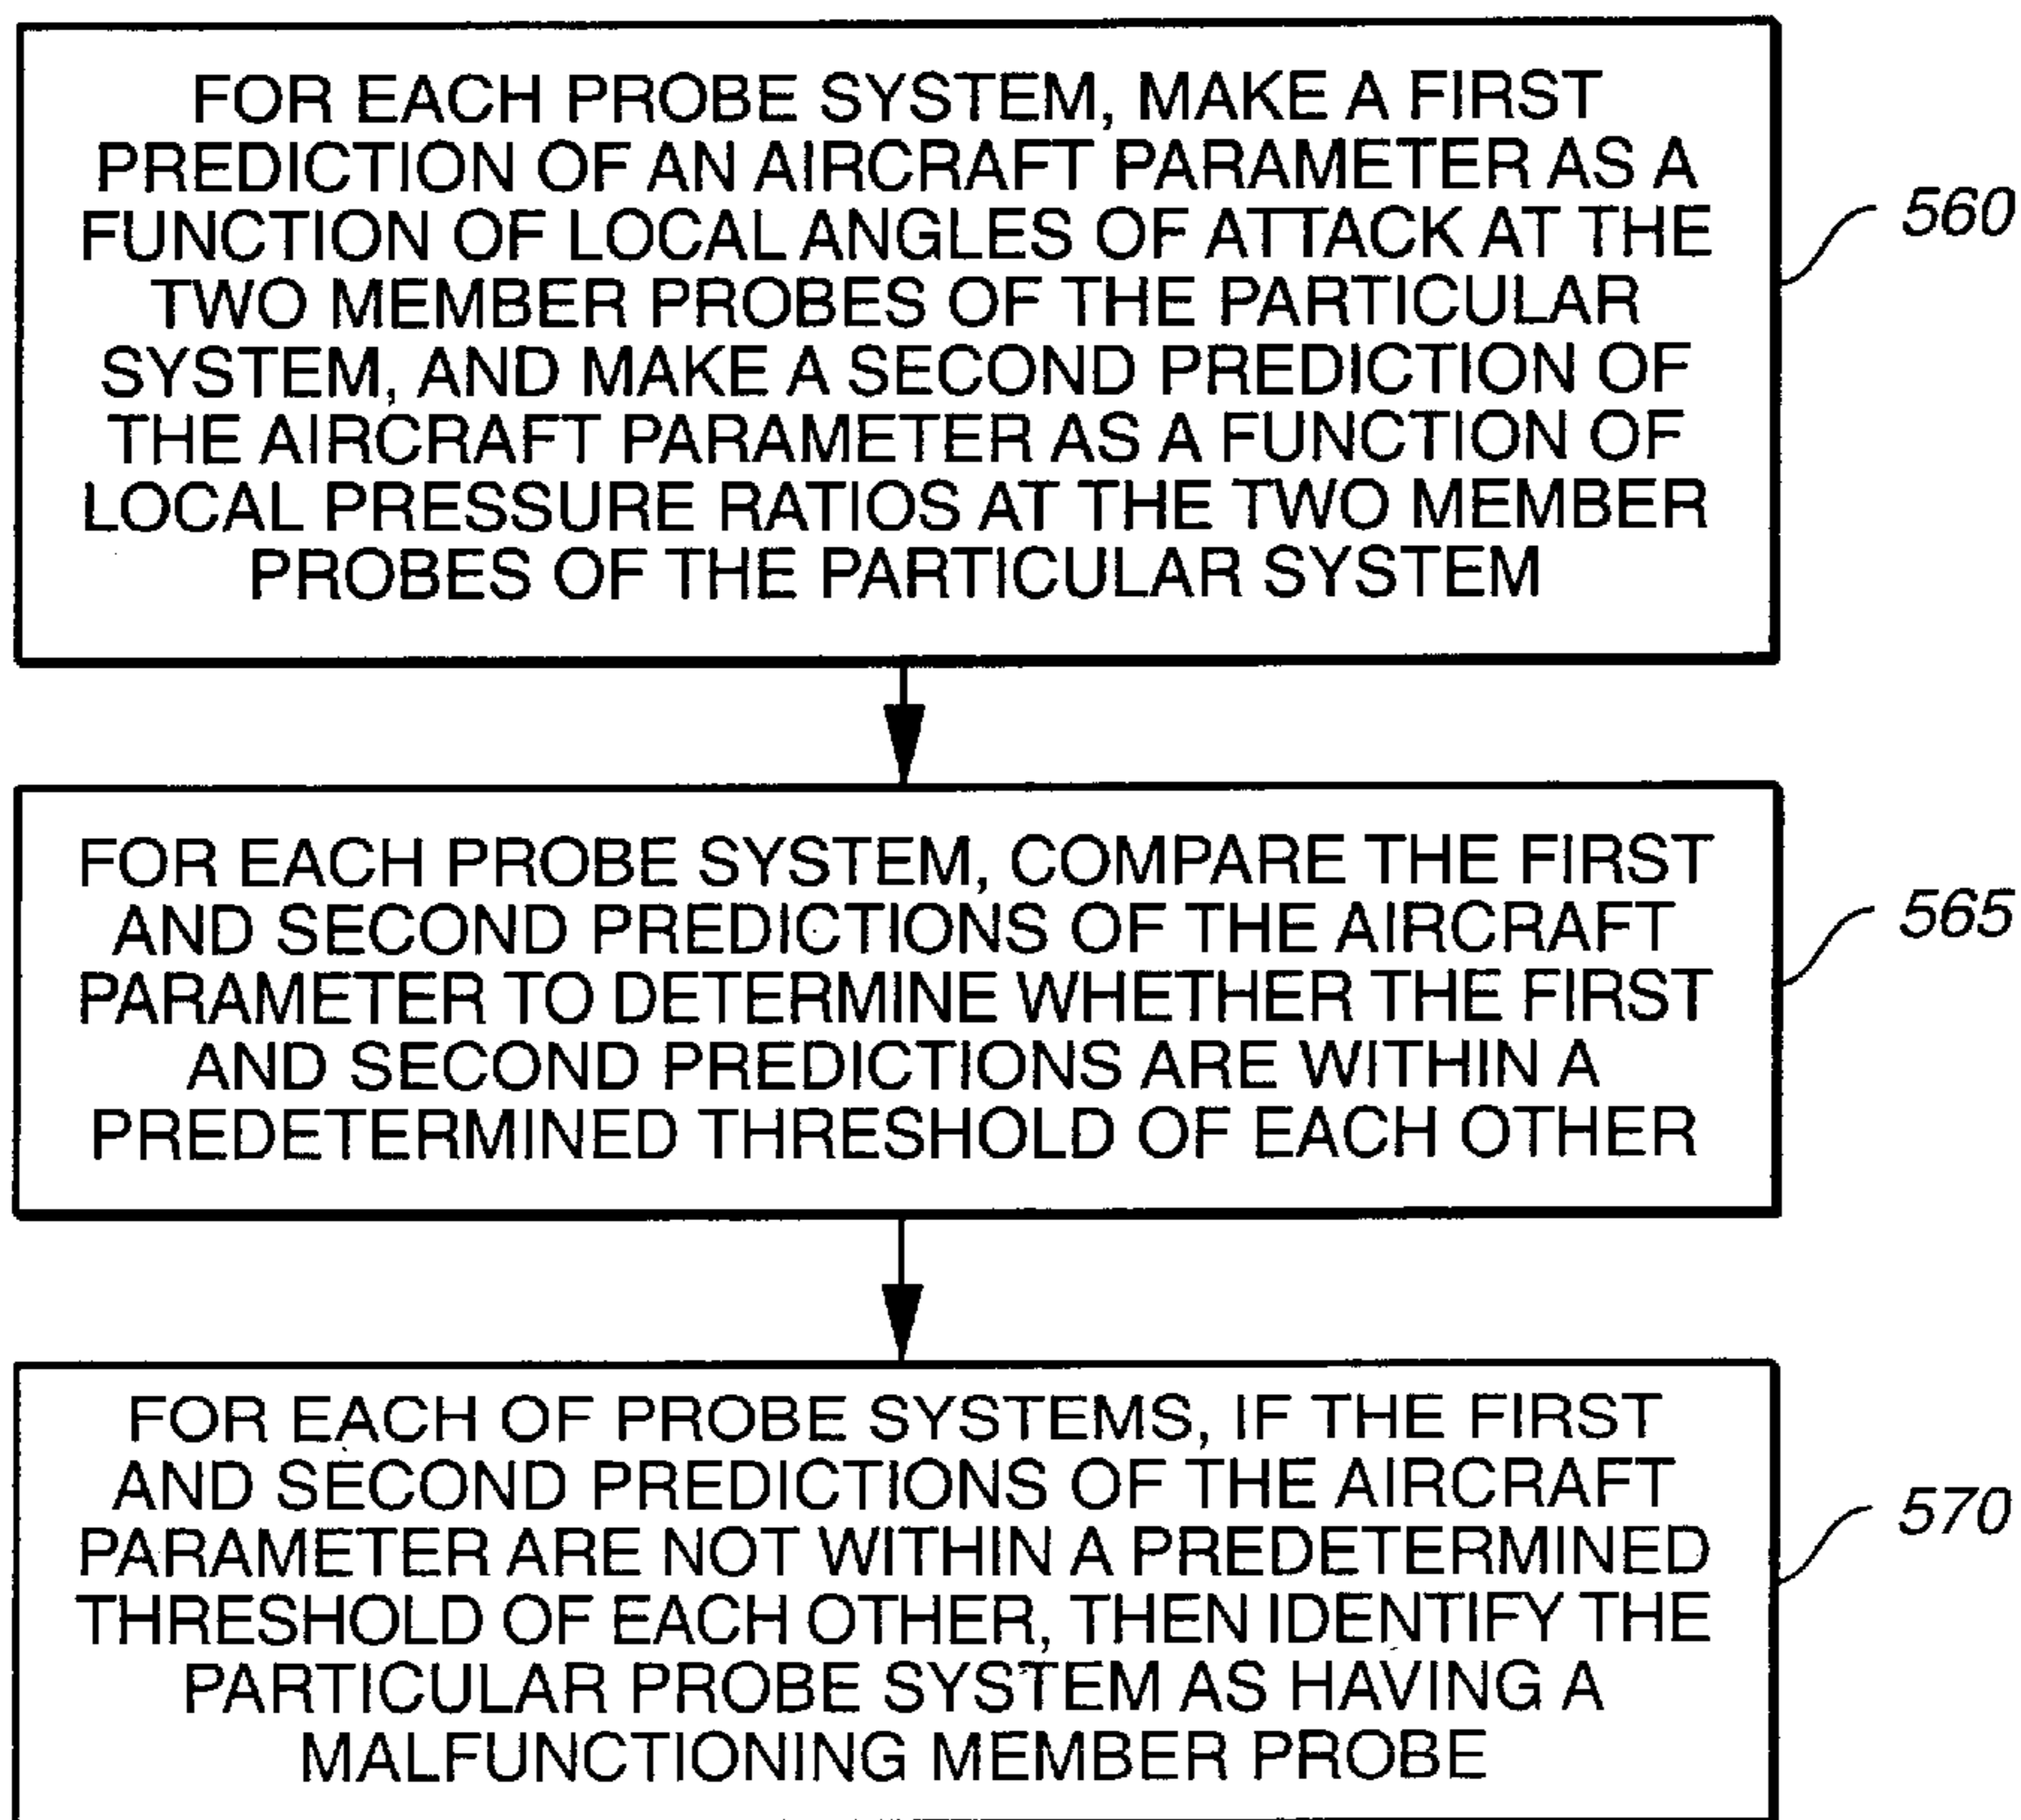 FOR EACH PROBE SYSTEM, MAKE A FIRST
PREDICTION OF AN AIRCRAFT PARAMETER AS A
FUNCTION OF LOCAL ANGLES OF ATTACK AT THE
TWO MEMBER PROBES OF THE PARTICULAR
SYSTEM, AND MAKE A SECOND PREDICTION OF
THE AIRCRAFT PARAMETER AS A FUNCTION OF
LOCAL PRESSURE RATIOS AT THE TWO MEMBER
PROBES OF THE PARTICULAR SYSTEM
560
FOR EACH PROBE SYSTEM, COMPARE THE FIRST
AND SECOND PREDICTIONS OF THE AIRCRAFT
PARAMETER TO DETERMINE WHETHER THE FIRST
AND SECOND PREDICTIONS ARE WITHIN A
PREDETERMINED THRESHOLD OF EACH OTHER
565
FOR EACH OF PROBE SYSTEMS, IF THE FIRST
AND SECOND PREDICTIONS OF THE AIRCRAFT
PARAMETER ARE NOT WITHIN A PREDETERMINED
THRESHOLD OF EACH OTHER, THEN IDENTIFY THE
PARTICULAR PROBE SYSTEM AS HAVING A
MALFUNCTIONING MEMBER PROBE
570